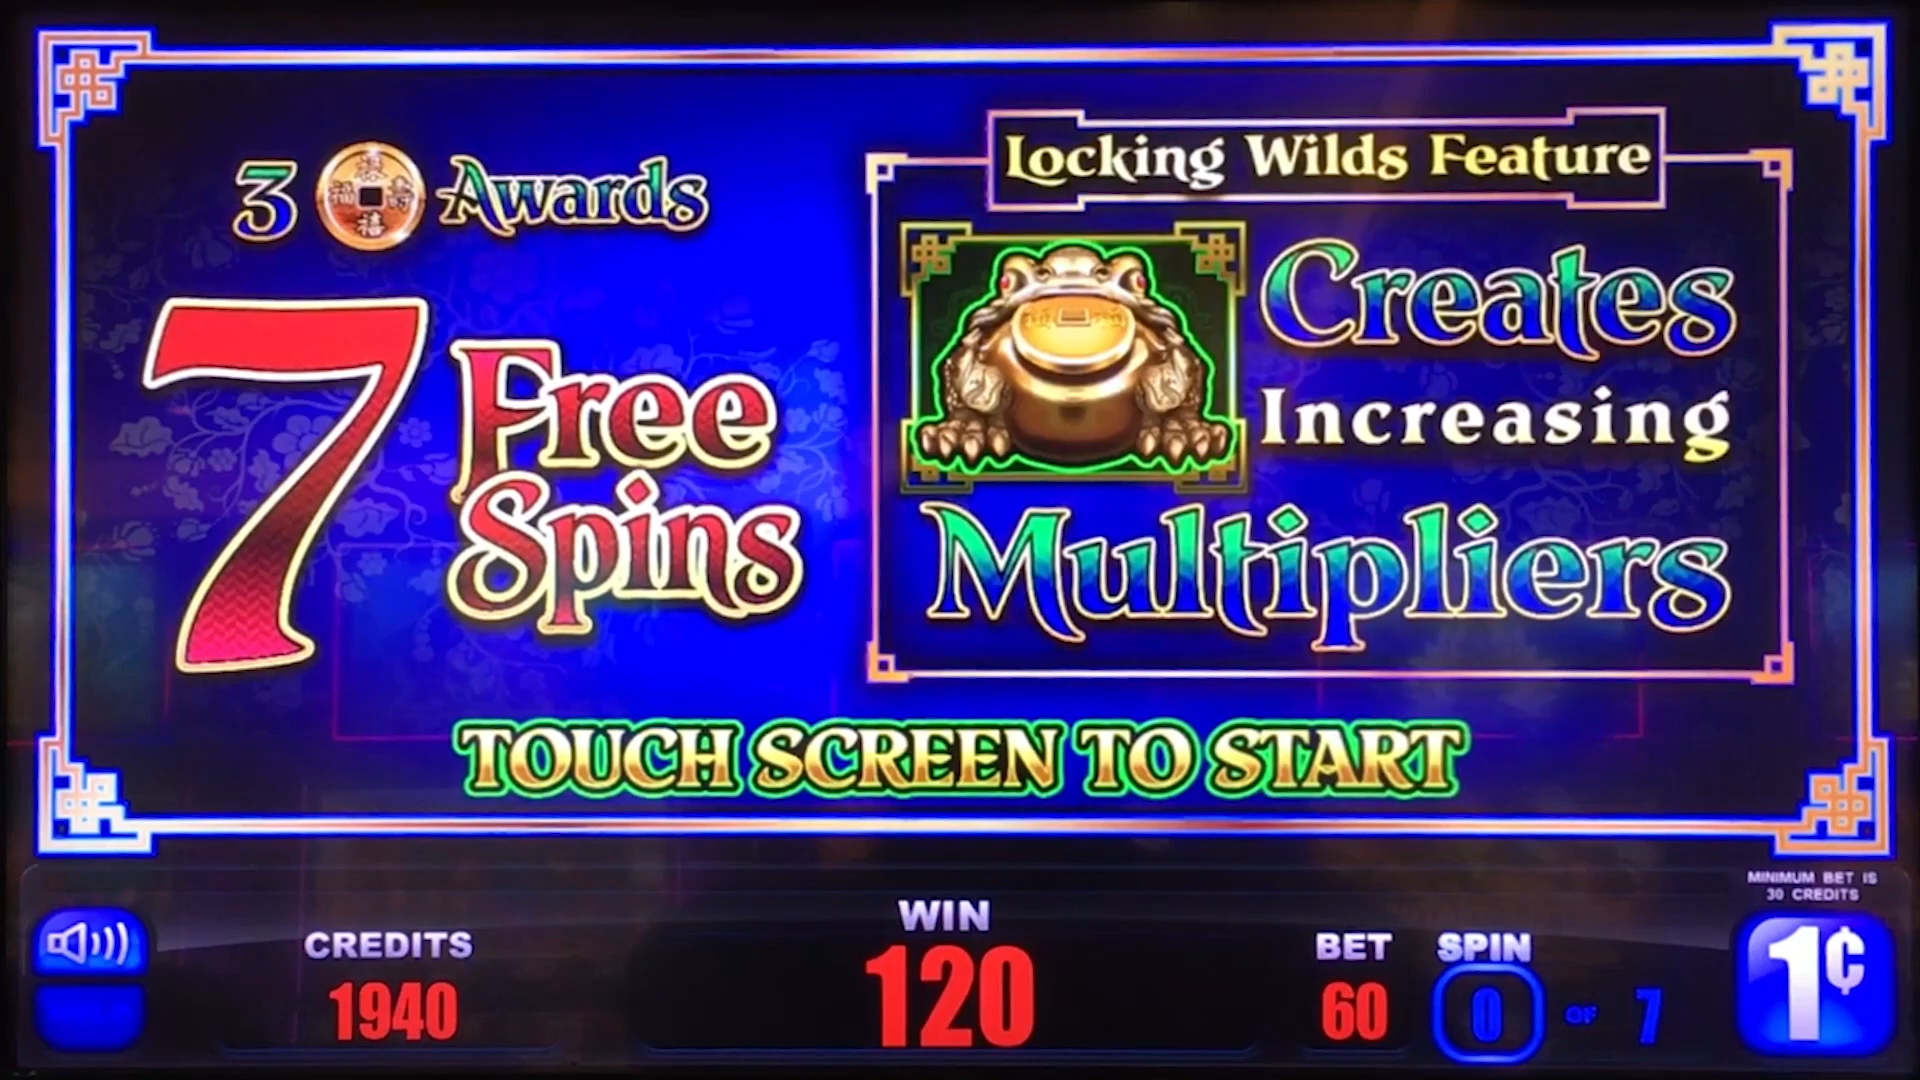 3 Awards
7 Free
Spins
Locking Wilds Feature
Creates
Increasing
Multipliers
TOUCH SCREEN TO START
MINIMUM BET IS
30 CREDITS
CREDITS
1940
WIN
120
BET
60
SPIN
0 OF 7
1¢